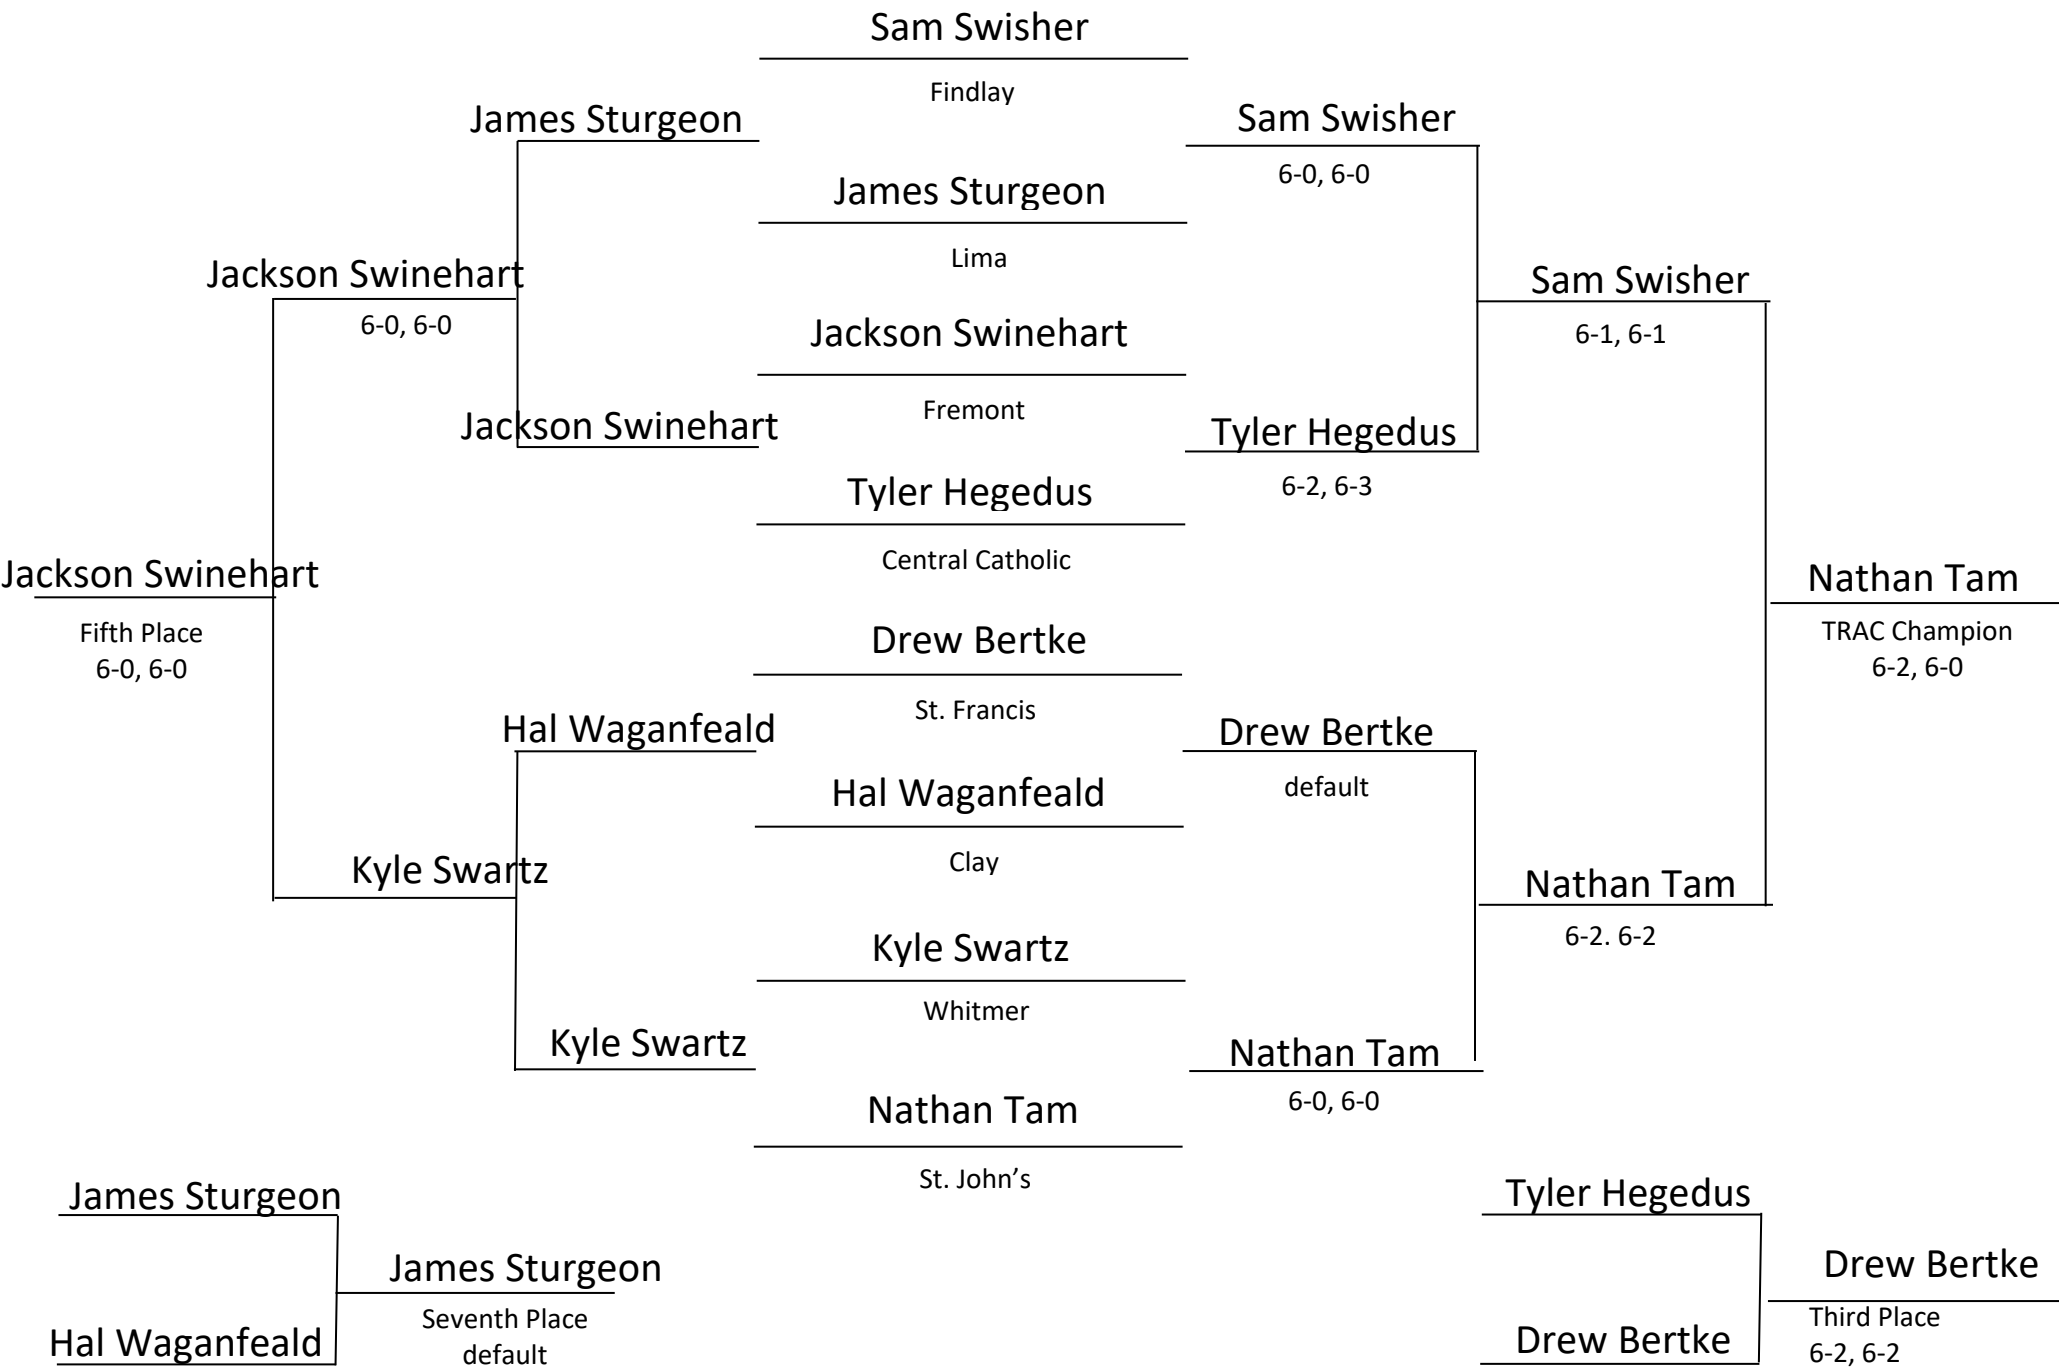 Sam Swisher
Findlay
James Sturgeon
Sam Swisher
6-0, 6-0
James Sturgeon
Lima
Jackson Swinehart
6-0, 6-0
Sam Swisher
6-1, 6-1
Jackson Swinehart
Fremont
Jackson Swinehart
Tyler Hegedus
6-2, 6-3
Tyler Hegedus
Central Catholic
Jackson Swinehart
Fifth Place
6-0, 6-0
Nathan Tam
TRAC Champion
6-2, 6-0
Drew Bertke
St. Francis
Hal Waganfeald
Drew Bertke
default
Hal Waganfeald
Clay
Kyle Swartz
Nathan Tam
6-2. 6-2
Kyle Swartz
Whitmer
Kyle Swartz
Nathan Tam
6-0, 6-0
Nathan Tam
St. John’s
James Sturgeon
James Sturgeon
Seventh Place
default
Hal Waganfeald
Tyler Hegedus
Drew Bertke
Third Place
6-2, 6-2
Drew Bertke